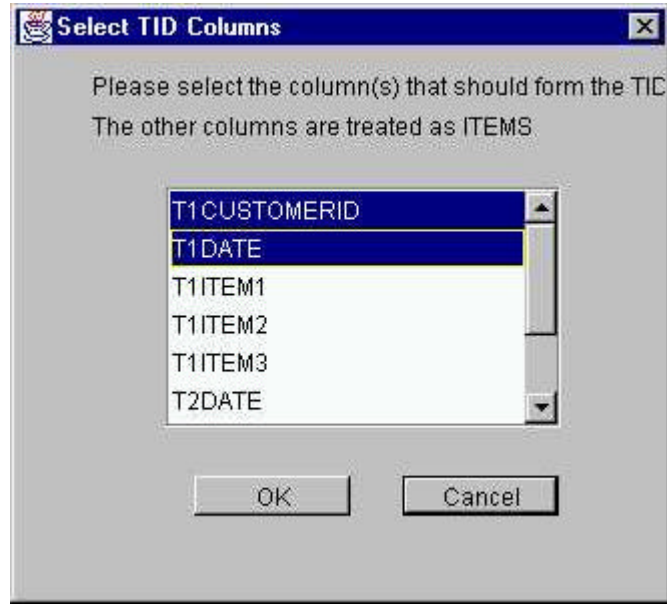 Select TID Columns
Please select the column(s) that should form the TID
The other columns are treated as ITEMS
T1CUSTOMERID
T1DATE
T1ITEM1
T1ITEM2
T1ITEM3
T2DATE
OK Cancel